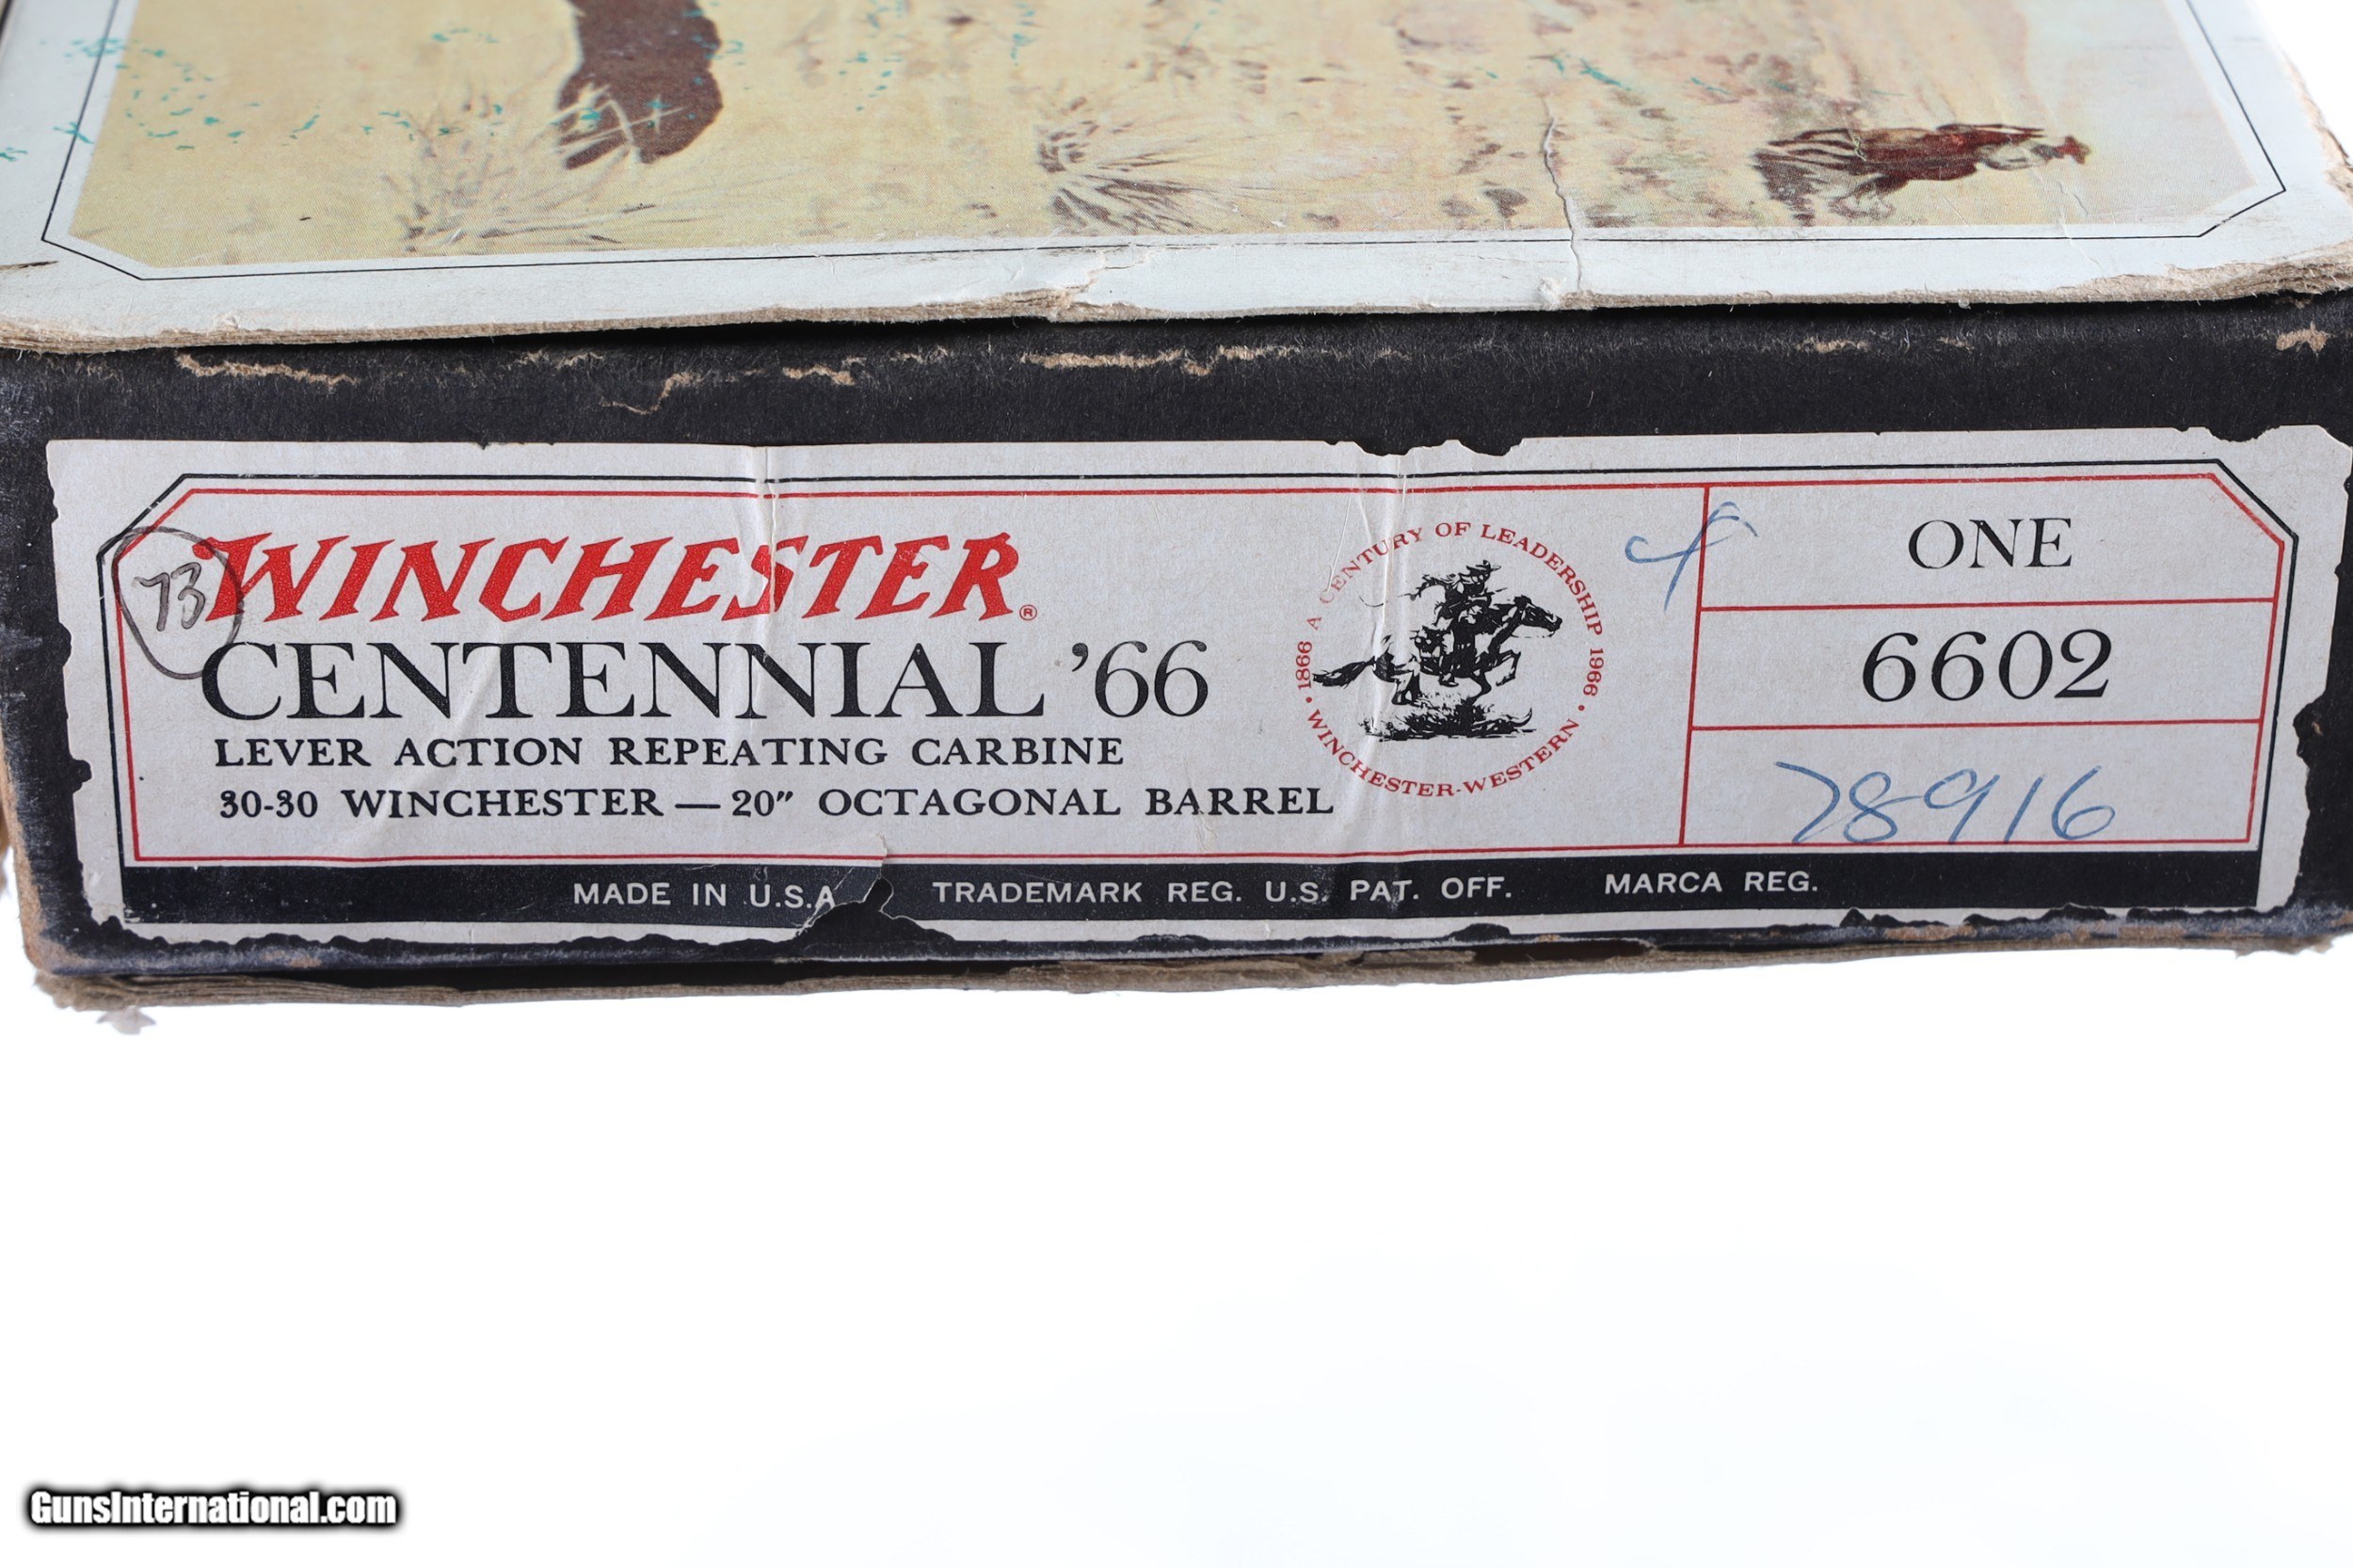 73
WINCHESTER®
CENTENNIAL ’66
LEVER ACTION REPEATING CARBINE
30-30 WINCHESTER — 20” OCTAGONAL BARREL
1866 A CENTURY OF LEADERSHIP 1966 • WINCHESTER-WESTERN •
ONE
6602
28916
MADE IN U.S.A
TRADEMARK REG. U.S. PAT. OFF.
MARCA REG.
GunsInternational.com